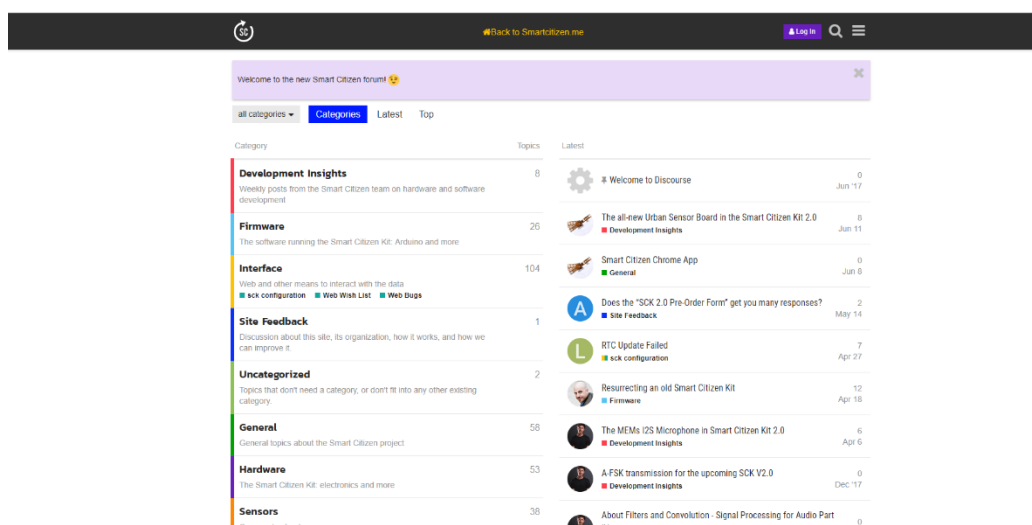 SC
Back to Smartcitizen.me
Log In
Welcome to the new Smart Citizen forum!
all categories
Categories
Latest
Top
Category
Topics
Development Insights
8
Weekly posts from the Smart Citizen team on hardware and software
development
Firmware
26
The software running the Smart Citizen Kit: Arduino and more
Interface
104
Web and other means to interact with the data
sck configuration
Web Wish List
Web Bugs
Site Feedback
1
Discussion about this site, its organization, how it works, and how we
can improve it.
Uncategorized
2
Topics that don't need a category, or don't fit into any other existing
category.
General
58
General topics about the Smart Citizen project
Hardware
53
The Smart Citizen Kit: electronics and more
Sensors
38
Latest
Welcome to Discourse
0
Jun '17
The all-new Urban Sensor Board in the Smart Citizen Kit 2.0
8
Development Insights
Jun 11
Smart Citizen Chrome App
0
General
Jun 8
A
Does the "SCK 2.0 Pre-Order Form" get you many responses?
2
Site Feedback
May 14
L
RTC Update Failed
7
sck configuration
Apr 27
Resurrecting an old Smart Citizen Kit
12
Firmware
Apr 18
The MEMs I2S Microphone in Smart Citizen Kit 2.0
6
Development Insights
Apr 6
A-FSK transmission for the upcoming SCK V2.0
0
Development Insights
Dec '17
About Filters and Convolution - Signal Processing for Audio Part
0